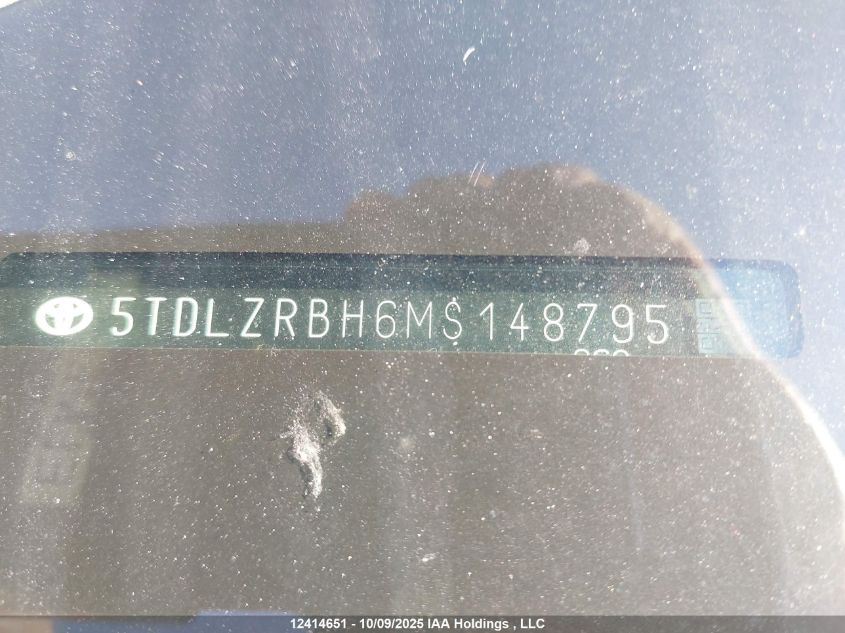 5TDLZRBH6MS148795
12414651 - 10/09/2025 IAA Holdings , LLC